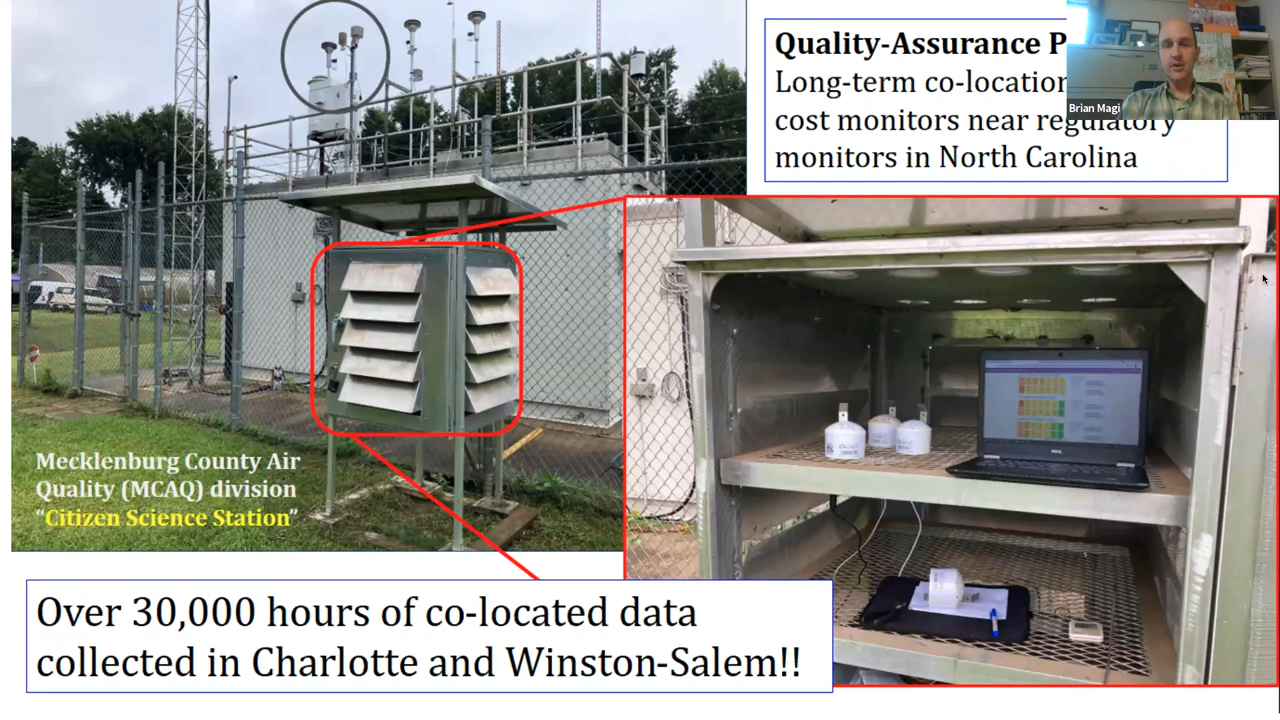 Quality-Assurance P
Long-term co-location
cost monitors near regulatory
monitors in North Carolina
Brian Magi
Mecklenburg County Air
Quality (MCAQ) division
“Citizen Science Station”
DELL
Over 30,000 hours of co-located data
collected in Charlotte and Winston-Salem!!